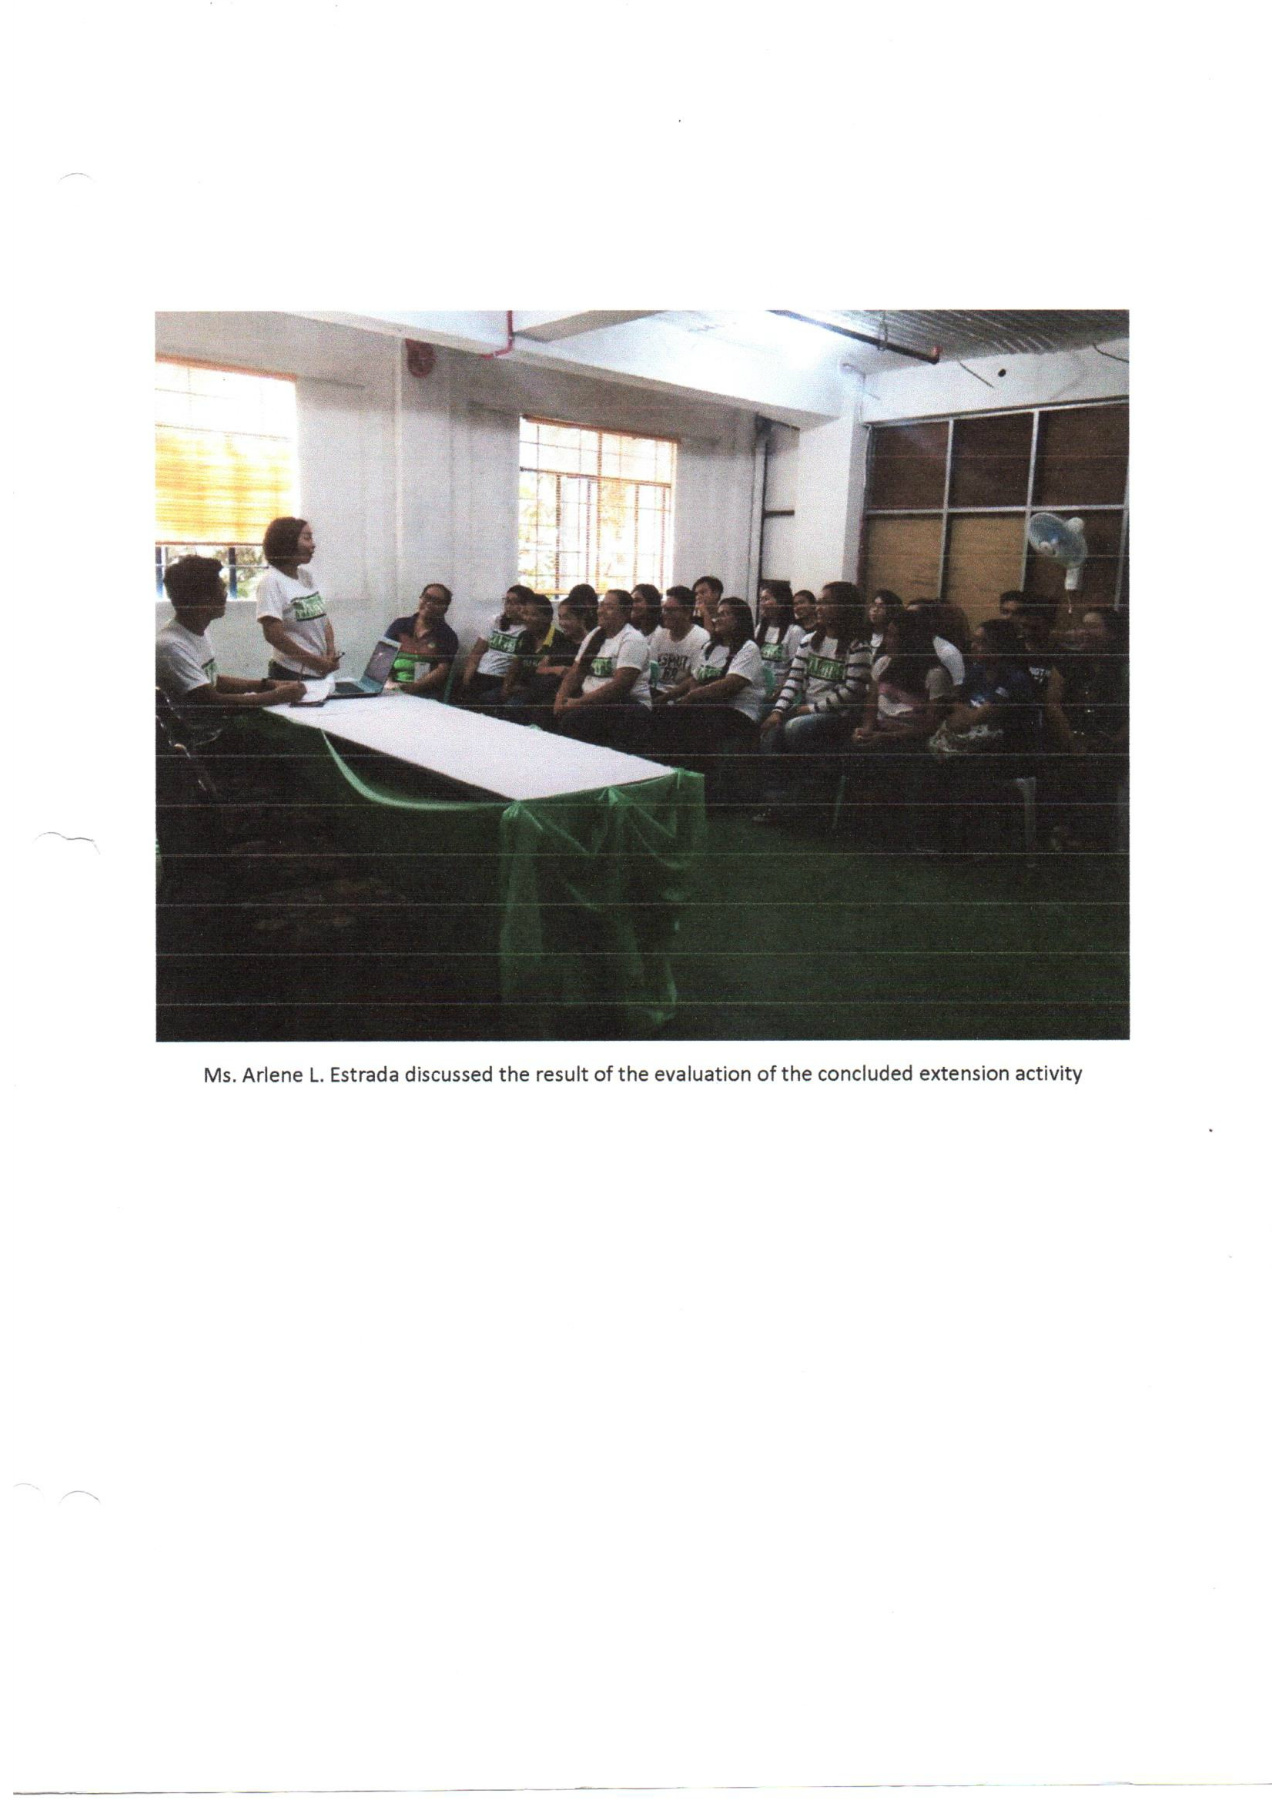 Ms. Arlene L. Estrada discussed the result of the evaluation of the concluded extension activity